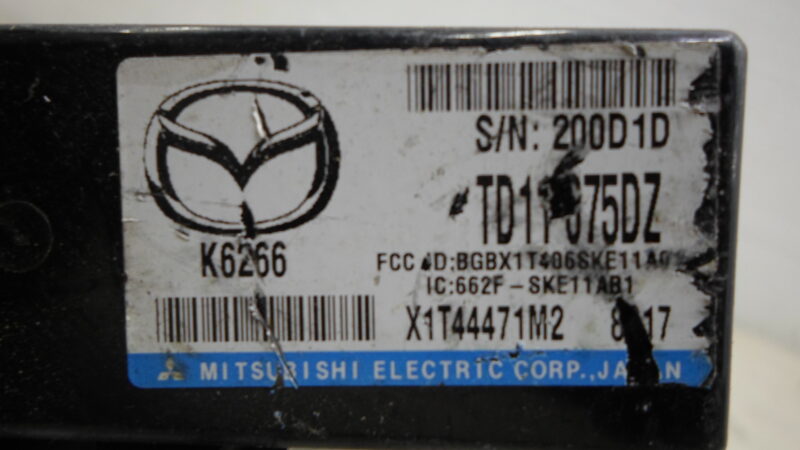 S/N: 200D1D
K6266
IC:662F-SKE11AB1
X1T44471M2
MITSUBISHI ELECTRIC CORP., JAPAN